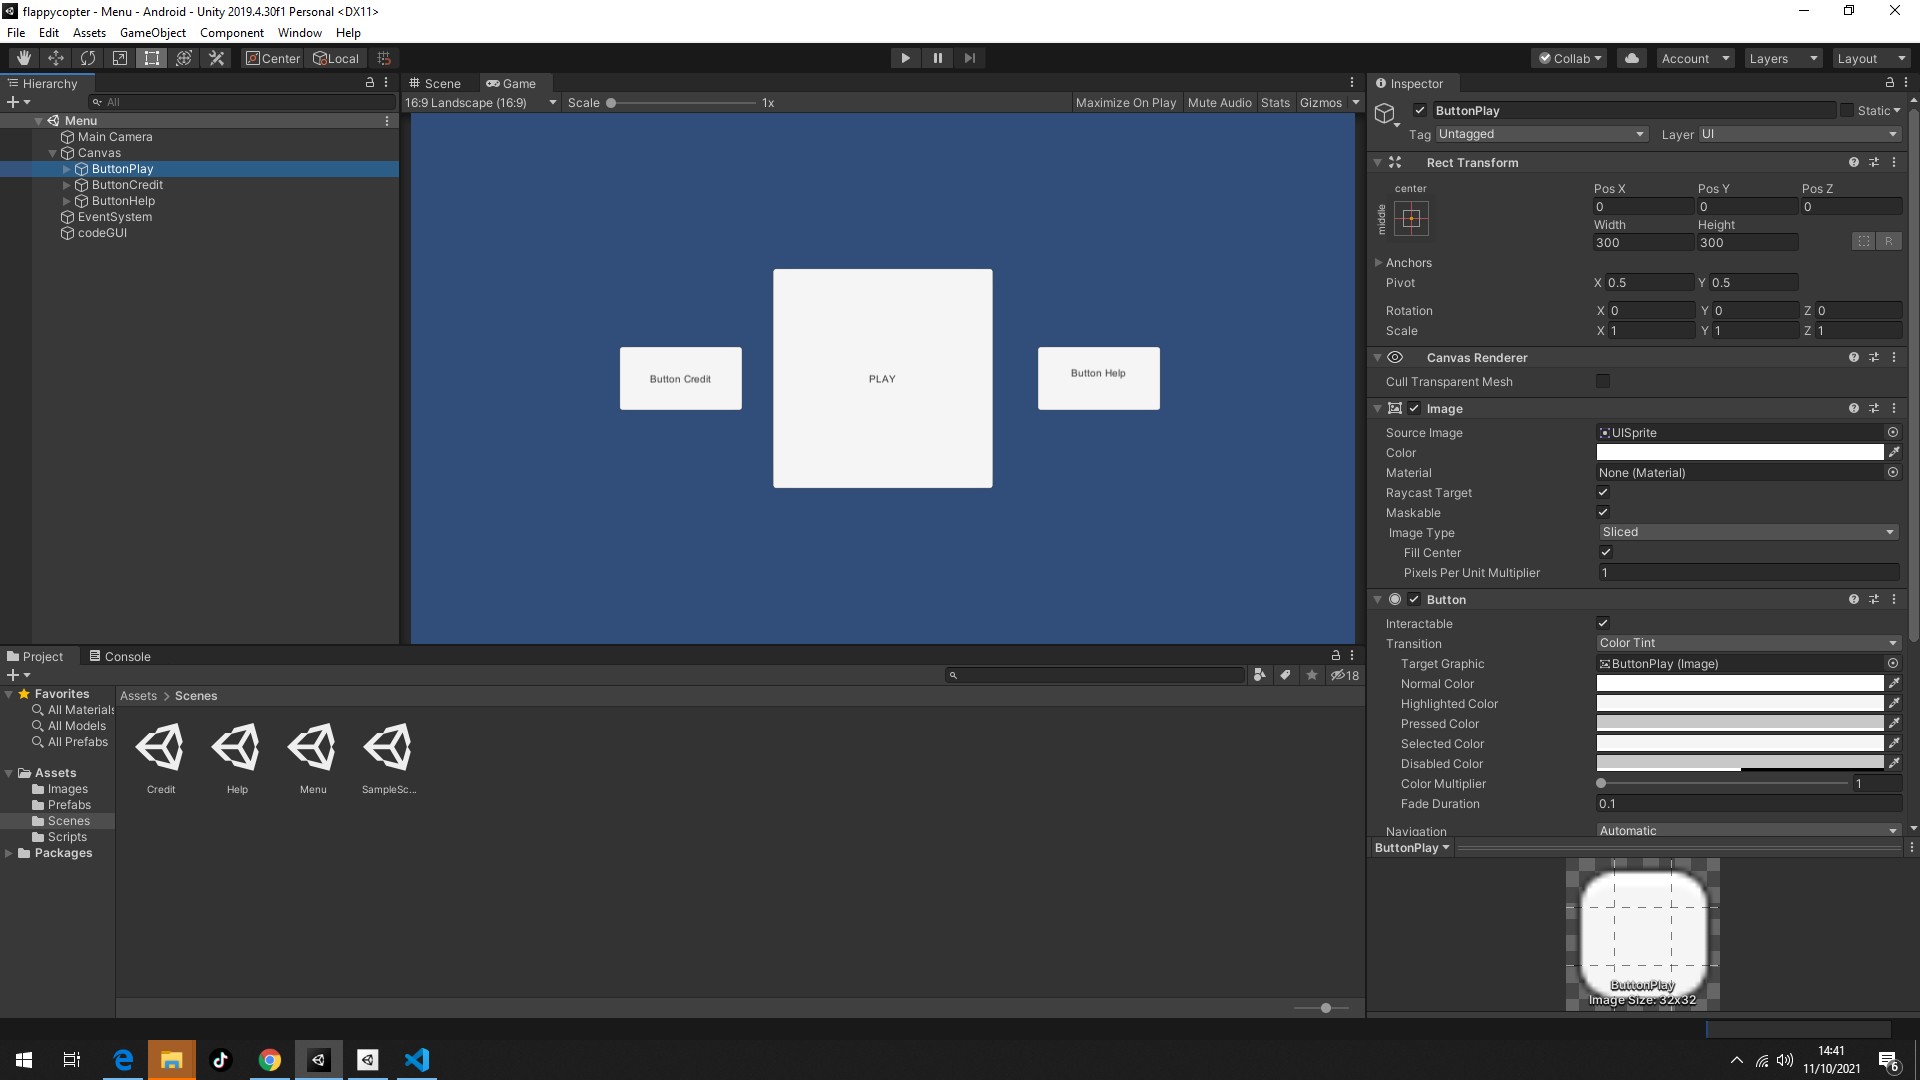 flappycopter - Menu - Android - Unity 2019.4.30f1 Personal <DX11>
File Edit Assets GameObject Component Window Help
Center Local Collab Account Layers Layout
Hierarchy
All
Menu
Main Camera
Canvas
ButtonPlay
ButtonCredit
ButtonHelp
EventSystem
codeGUI
Scene Game
16:9 Landscape (16:9) Scale 1x Maximize On Play Mute Audio Stats Gizmos
Button Credit
PLAY
Button Help
Project Console
18
Favorites
All Materials
All Models
All Prefabs
Assets
Images
Prefabs
Scenes
Scripts
Packages
Assets > Scenes
Credit Help Menu SampleSc...
Inspector
ButtonPlay Static
Tag Untagged Layer UI
Rect Transform
center
middle
Pos X Pos Y Pos Z
0 0 0
Width Height
300 300
R
Anchors
Pivot X 0.5 Y 0.5
Rotation X 0 Y 0 Z 0
Scale X 1 Y 1 Z 1
Canvas Renderer
Cull Transparent Mesh
Image
Source Image UISprite
Color
Material None (Material)
Raycast Target
Maskable
Image Type Sliced
Fill Center
Pixels Per Unit Multiplier 1
Button
Interactable
Transition Color Tint
Target Graphic ButtonPlay (Image)
Normal Color
Highlighted Color
Pressed Color
Selected Color
Disabled Color
Color Multiplier 1
Fade Duration 0.1
Navigation Automatic
ButtonPlay
ButtonPlay
Image Size: 32x32
14:41
11/10/2021
6